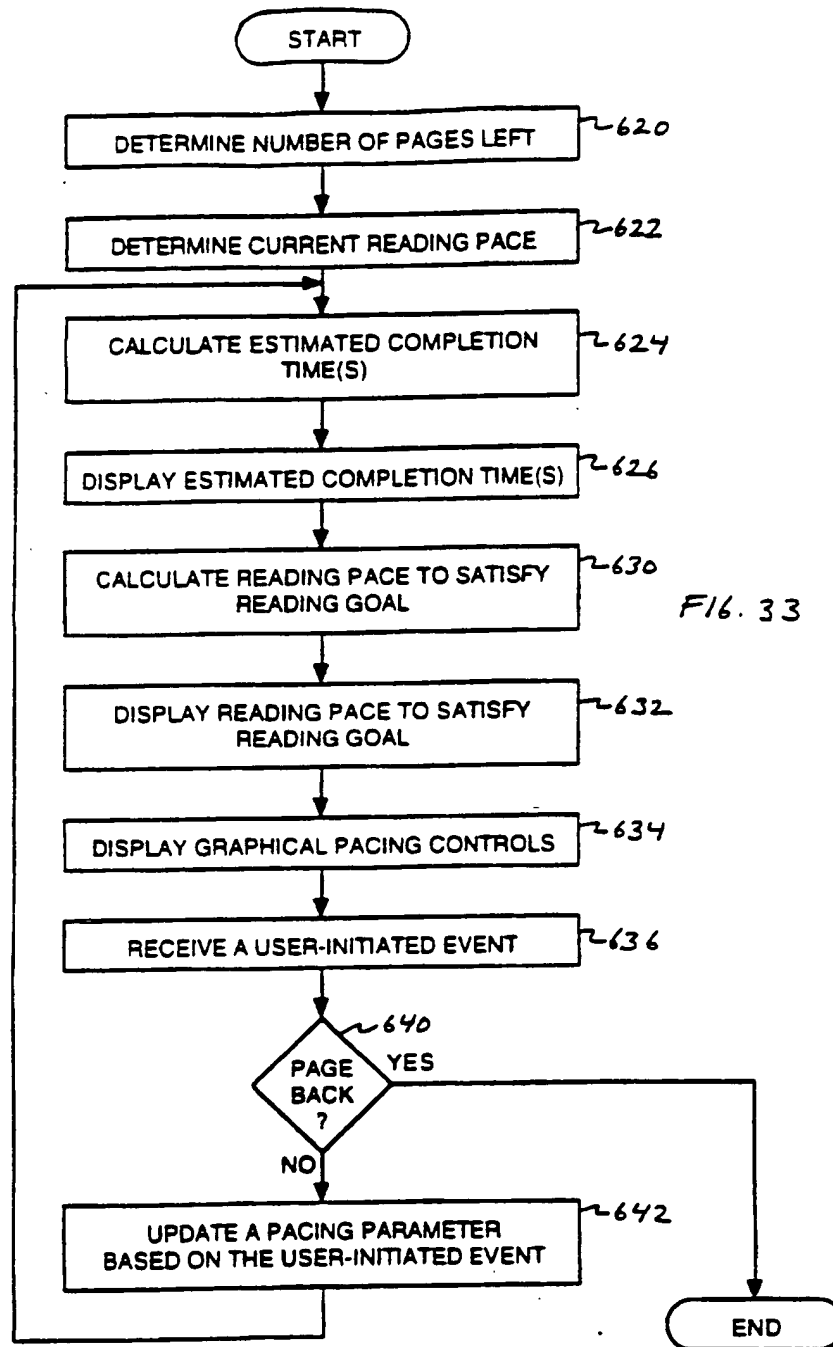 START
DETERMINE NUMBER OF PAGES LEFT
620
DETERMINE CURRENT READING PACE
622
CALCULATE ESTIMATED COMPLETION
TIME(S)
624
DISPLAY ESTIMATED COMPLETION TIME(S)
626
CALCULATE READING PACE TO SATISFY
READING GOAL
630
FIG. 33
DISPLAY READING PACE TO SATISFY
READING GOAL
632
DISPLAY GRAPHICAL PACING CONTROLS
634
RECEIVE A USER-INITIATED EVENT
636
640
PAGE
BACK
?
YES
NO
UPDATE A PACING PARAMETER
BASED ON THE USER-INITIATED EVENT
642
END